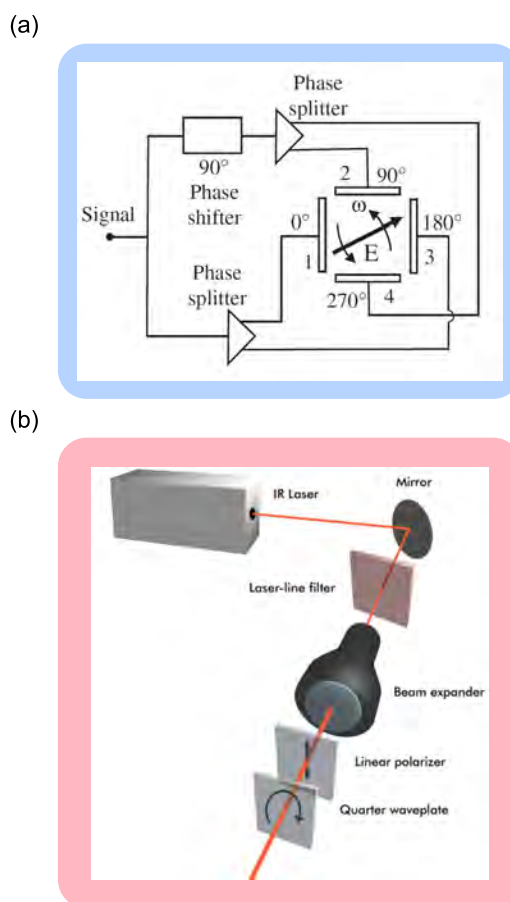 (a)
Phase
splitter
90°
Phase
shifter
Signal
2
90°
ω
0°
180°
E
1
3
Phase
splitter
270°
4
(b)
IR Laser
Mirror
Laser-line filter
Beam expander
Linear polarizer
Quarter waveplate